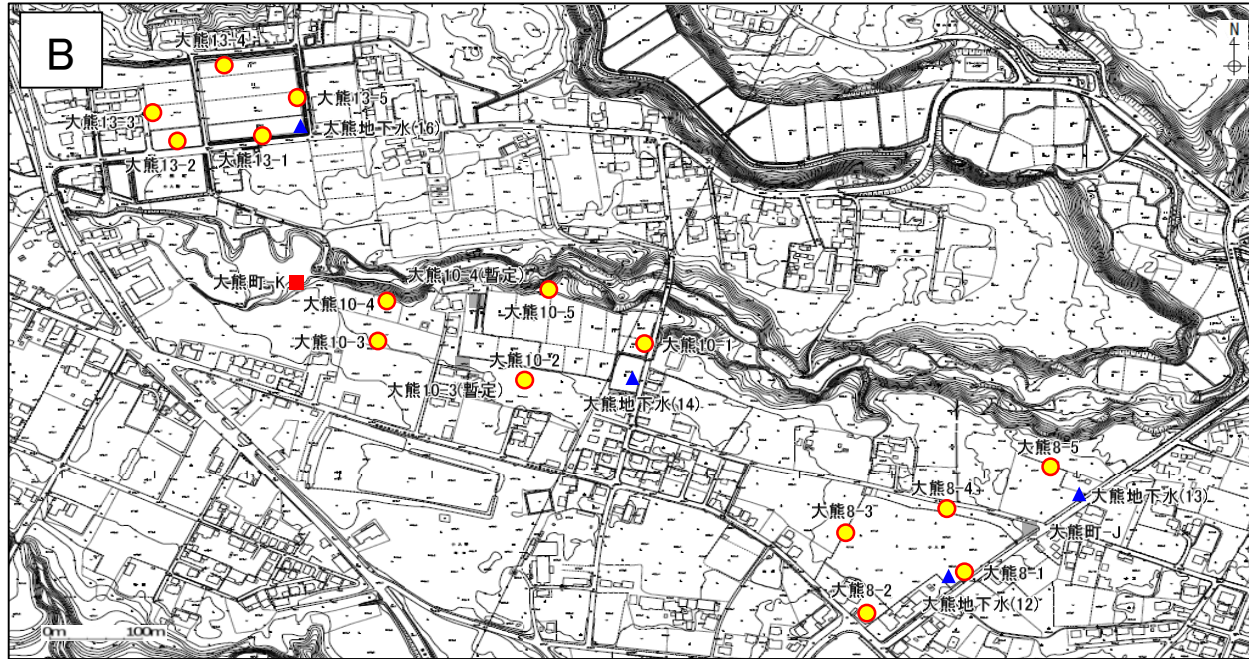 B
N
大熊13-4
大熊13-5
大熊13-3
大熊地下水(16)
大熊13-2
大熊13-1
大熊町-K
大熊10-4
大熊10-4(暫定)
大熊10-5
大熊10-3
大熊10-1
大熊10-2
大熊10-3(暫定)
大熊地下水(14)
大熊8-5
大熊8-4
大熊地下水(13)
大熊8-3
大熊町-J
大熊8-1
大熊8-2
大熊地下水(12)
0m 100m